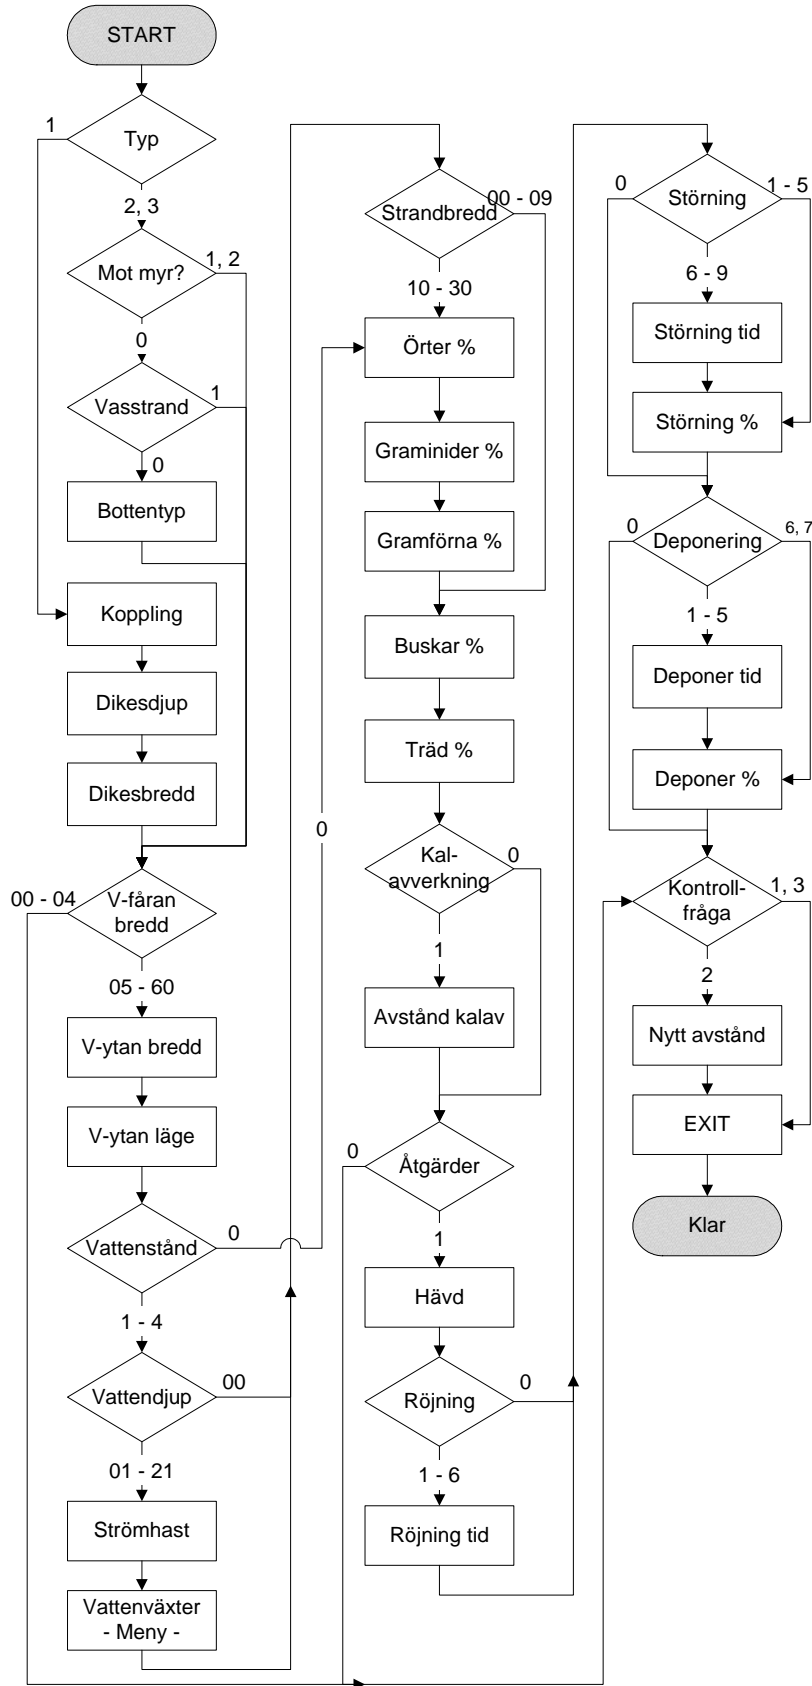 START
Typ
1
2, 3
Mot myr?
1, 2
0
Vasstrand
1
0
Bottentyp
Koppling
Dikesdjup
Dikesbredd
V-fåran
bredd
00 - 04
05 - 60
V-ytan bredd
V-ytan läge
Vattenstånd
0
1 - 4
Vattendjup
00
01 - 21
Strömhast
Vattenväxter
- Meny -
0
Strandbredd
00 - 09
10 - 30
Örter %
Graminider %
Gramförna %
Buskar %
Träd %
Kal-
avverkning
0
1
Avstånd kalav
Åtgärder
0
1
Hävd
Röjning
0
1 - 6
Röjning tid
Störning
0
1 - 5
6 - 9
Störning tid
Störning %
Deponering
0
6, 7
1 - 5
Deponer tid
Deponer %
Kontroll-
fråga
1, 3
2
Nytt avstånd
EXIT
Klar